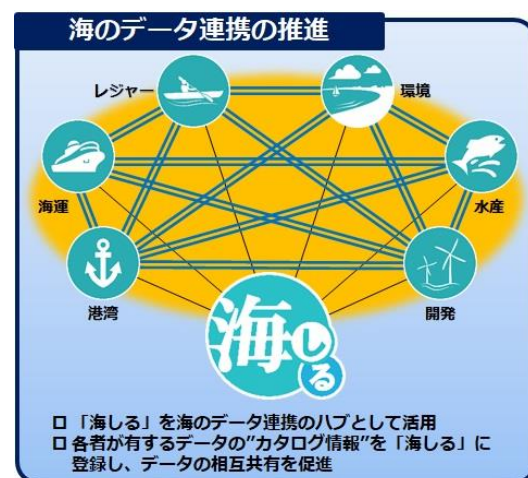 海のデータ連携の推進
レジャー
環境
海運
水産
港湾
開発
海しる
□ 「海しる」を海のデータ連携のハブとして活用
□ 各者が有するデータの”カタログ情報”を「海しる」に
登録し、データの相互共有を促進